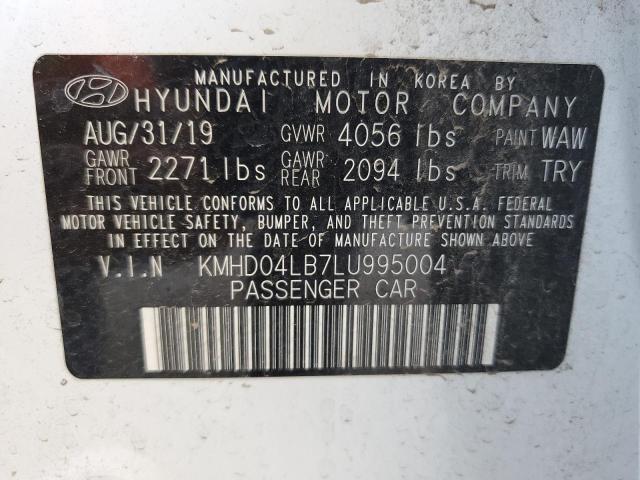 MANUFACTURED IN KOREA BY
HYUNDAI MOTOR COMPANY
AUG/31/19 GVWR 4056 lbs PAINT WAW
GAWR FRONT 2271 lbs GAWR REAR 2094 lbs TRIM TRY
THIS VEHICLE CONFORMS TO ALL APPLICABLE U.S.A. FEDERAL
MOTOR VEHICLE SAFETY, BUMPER, AND THEFT PREVENTION STANDARDS
IN EFFECT ON THE DATE OF MANUFACTURE SHOWN ABOVE.
V.I.N KMHD04LB7LU995004
PASSENGER CAR